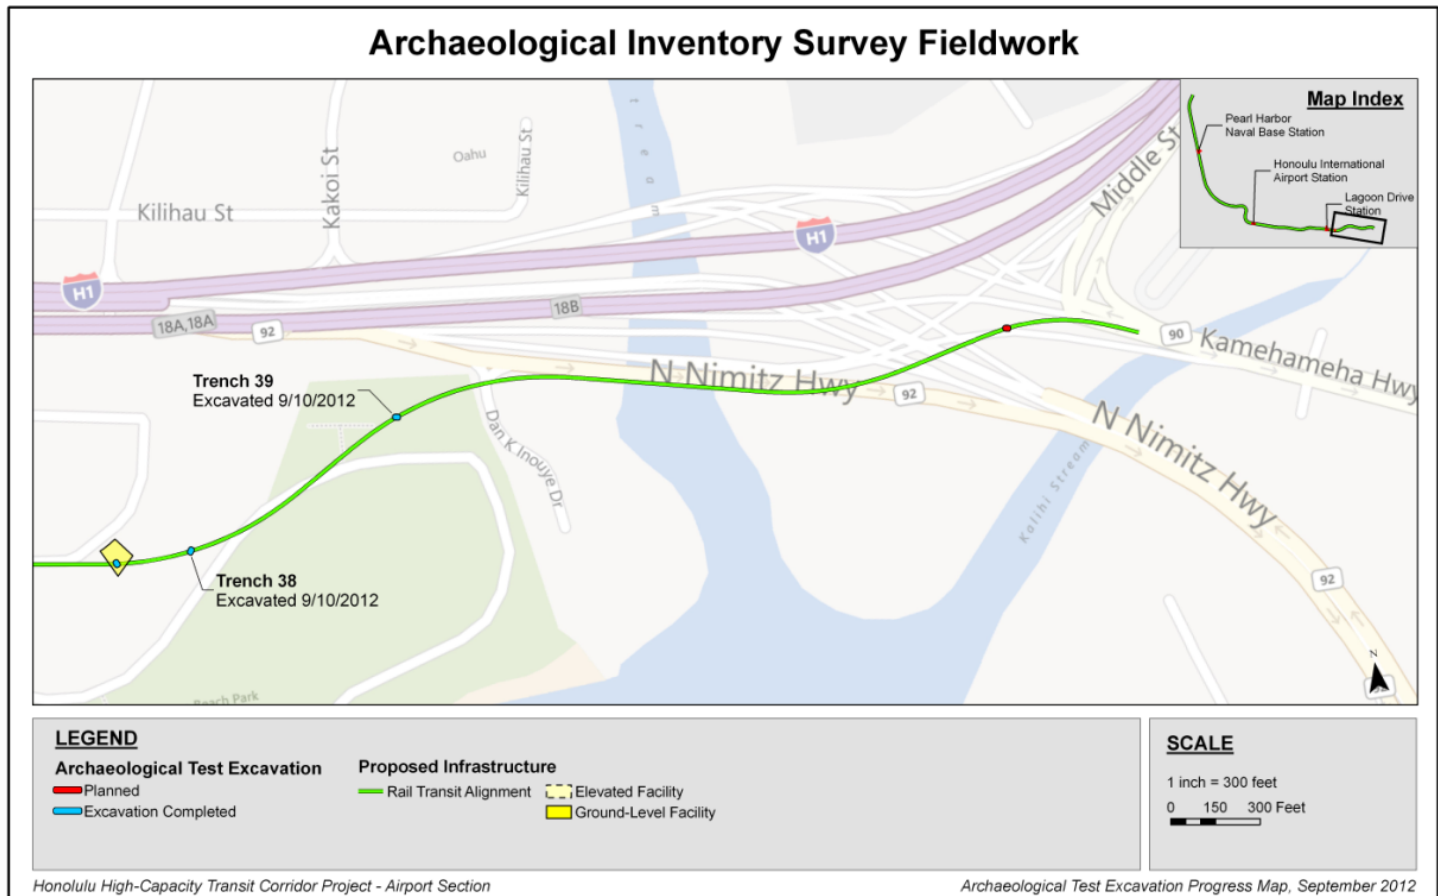 Archaeological Inventory Survey Fieldwork
Map Index
Pearl Harbor
Naval Base Station
Honoulu International
Airport Station
Lagoon Drive
Station
Kilihau St
Kakoi St
Oahu
Kilihau St
tream
Middle St
H1
H1
18A,18A
92
18B
90
Kamehameha Hwy
Trench 39
Excavated 9/10/2012
N Nimitz Hwy
92
N Nimitz Hwy
Dan K Inouye Dr
Kalihi Stream
92
Trench 38
Excavated 9/10/2012
Beach Park
N
92
LEGEND
Archaeological Test Excavation
Planned
Excavation Completed
Proposed Infrastructure
Rail Transit Alignment
Elevated Facility
Ground-Level Facility
SCALE
1 inch = 300 feet
0 150 300 Feet
Honolulu High-Capacity Transit Corridor Project - Airport Section
Archaeological Test Excavation Progress Map, September 2012